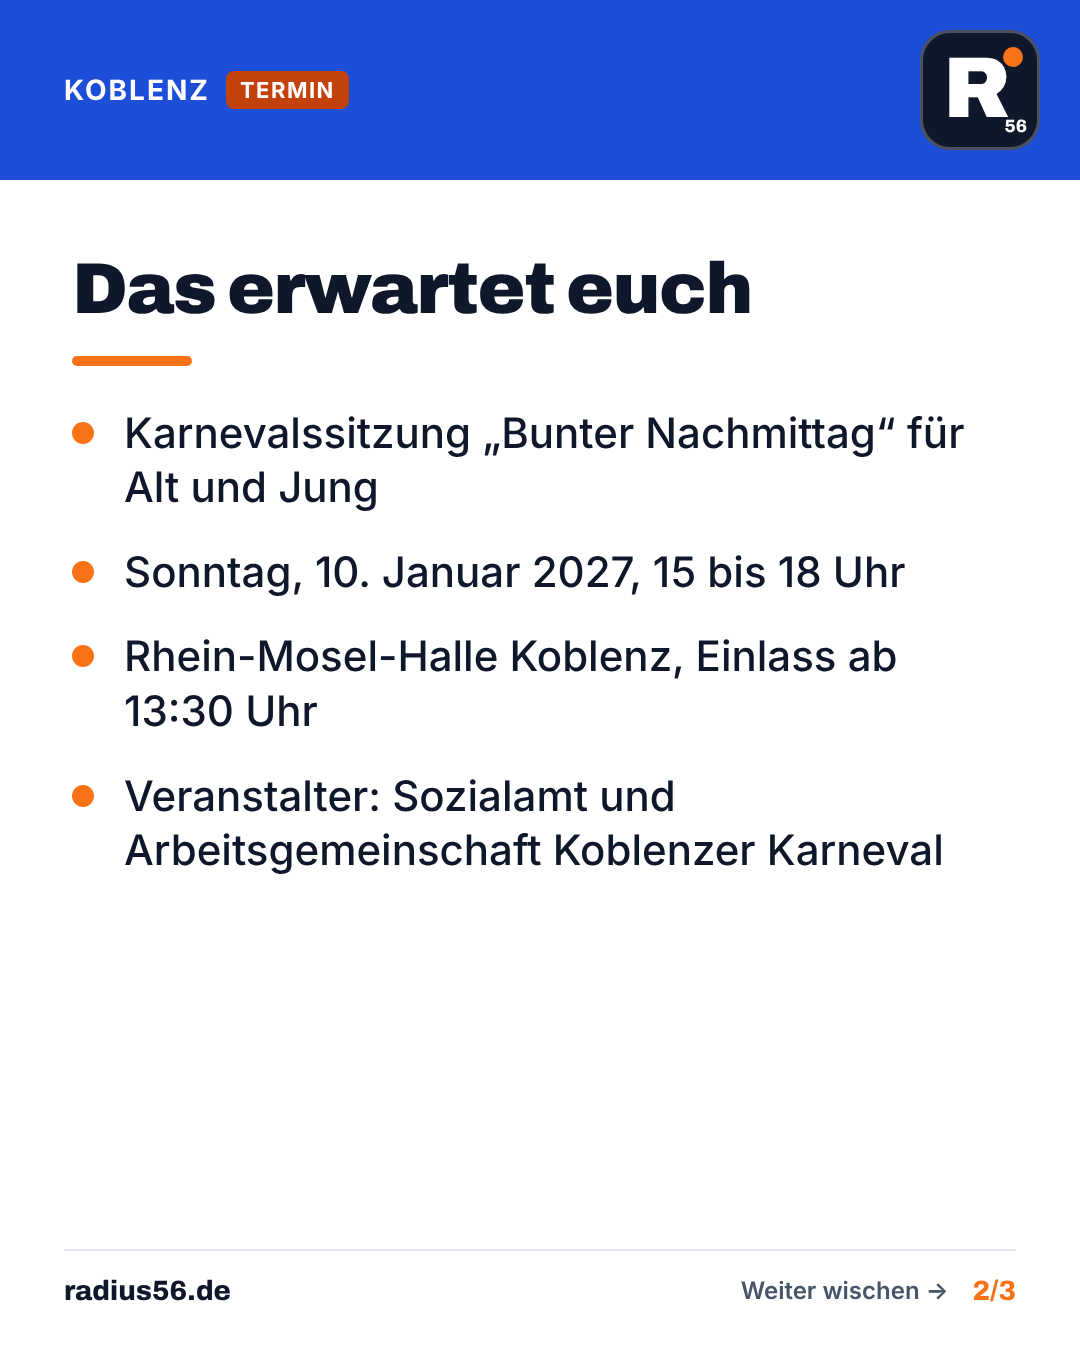 KOBLENZ TERMIN
R
56
Das erwartet euch
Karnevalssitzung „Bunter Nachmittag“ für
Alt und Jung
Sonntag, 10. Januar 2027, 15 bis 18 Uhr
Rhein-Mosel-Halle Koblenz, Einlass ab
13:30 Uhr
Veranstalter: Sozialamt und
Arbeitsgemeinschaft Koblenzer Karneval
radius56.de
Weiter wischen → 2/3